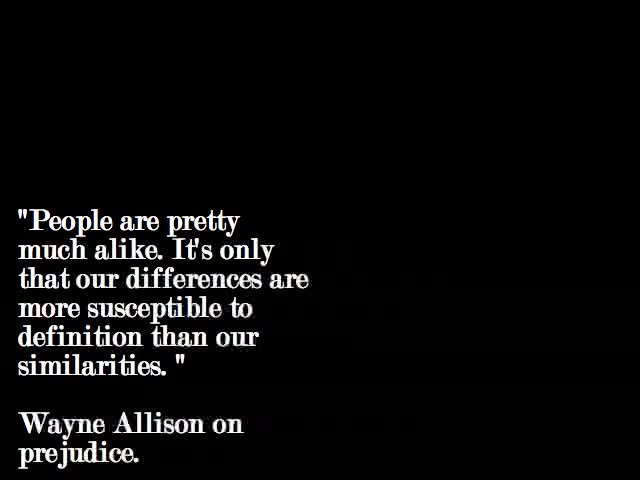 "People are pretty
much alike. It's only
that our differences are
more susceptible to
definition than our
similarities. "
Wayne Allison on
prejudice.